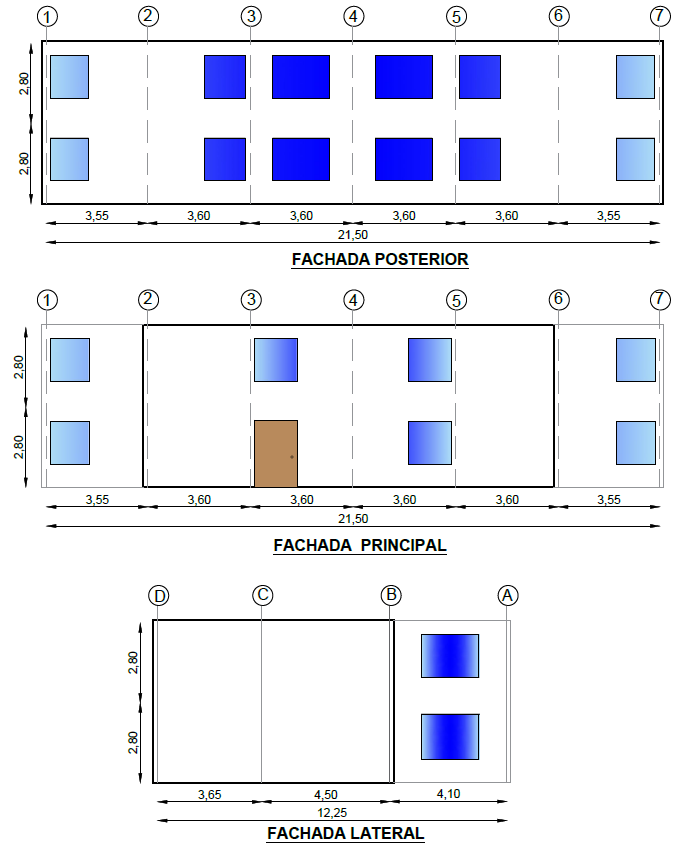 1 2 3 4 5 6 7
2,80
2,80
3,55 3,60 3,60 3,60 3,60 3,55
21,50
FACHADA POSTERIOR
1 2 3 4 5 6 7
2,80
2,80
3,55 3,60 3,60 3,60 3,60 3,55
21,50
FACHADA PRINCIPAL
D C B A
2,80
2,80
3,65 4,50 4,10
12,25
FACHADA LATERAL